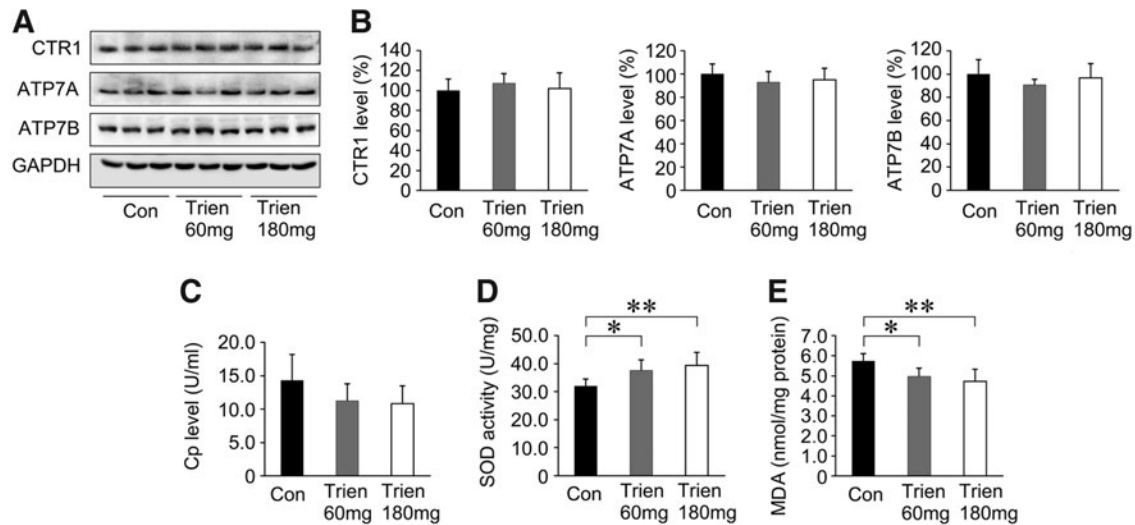 A
CTR1
ATP7A
ATP7B
GAPDH
Con
Trien
60mg
Trien
180mg
B
CTR1 level (%)
140
120
100
80
60
40
20
0
Con
Trien
60mg
Trien
180mg
ATP7A level (%)
120
100
80
60
40
20
0
Con
Trien
60mg
Trien
180mg
ATP7B level (%)
120
100
80
60
40
20
0
Con
Trien
60mg
Trien
180mg
C
Cp level (U/ml)
20.0
15.0
10.0
5.0
0
Con
Trien
60mg
Trien
180mg
D
SOD activity (U/mg)
50.0
40.0
30.0
20.0
10.0
0
*
**
Con
Trien
60mg
Trien
180mg
E
MDA (nmol/mg protein)
7.0
6.0
5.0
4.0
3.0
2.0
1.0
0
*
**
Con
Trien
60mg
Trien
180mg